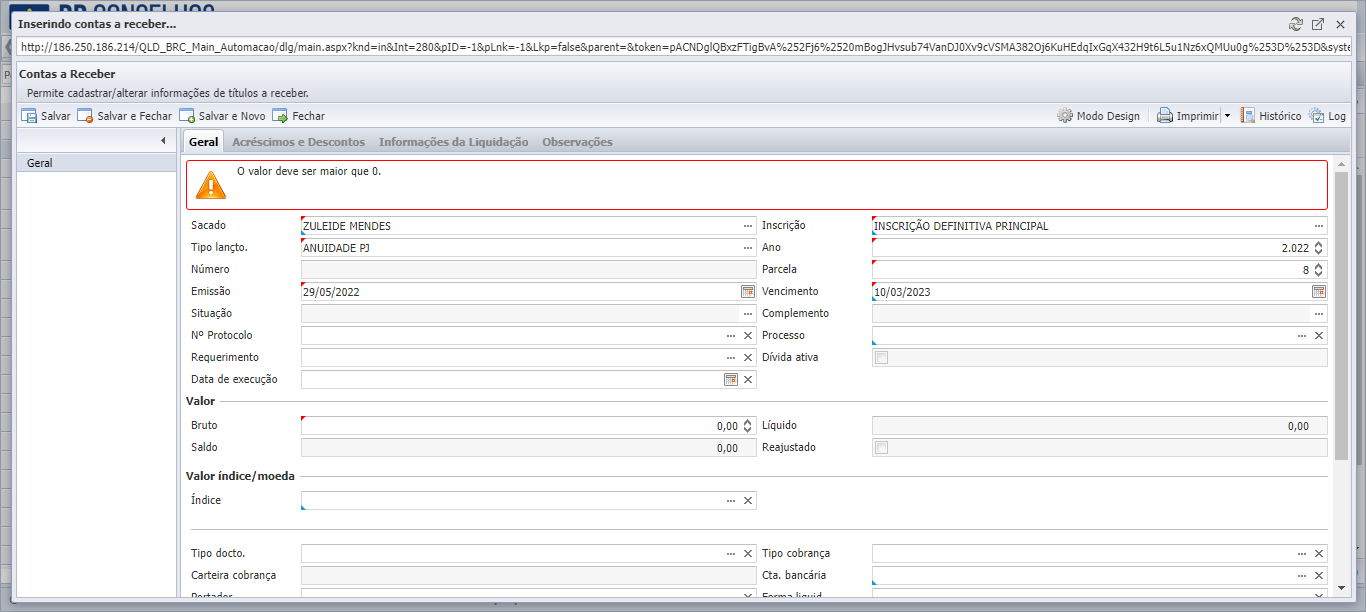 BR CONSELHOS
Inserindo contas a receber...
http://186.250.186.214/QLD_BRC_Main_Automacao/dlg/main.aspx?knd=in&Int=280&pID=-1&pLnk=-1&Lkp=false&parent=&token=pACNDglQBxzFTigBvA%252Fj6%2520mBogJHvsub74VanDJ0Xv9cVSMA382Oj6KuHEdqIxGqX432H9t6L5u1Nz6xQMUu0g%253D%253D&syste
Contas a Receber
Permite cadastrar/alterar informações de títulos a receber.
Salvar Salvar e Fechar Salvar e Novo Fechar Modo Design Imprimir Histórico Log
Geral Geral Acréscimos e Descontos Informações da Liquidação Observações
O valor deve ser maior que 0.
Sacado ZULEIDE MENDES Inscrição INSCRIÇÃO DEFINITIVA PRINCIPAL
Tipo lançto. ANUIDADE PJ Ano 2.022
Número Parcela 8
Emissão 29/05/2022 Vencimento 10/03/2023
Situação Complemento
Nº Protocolo Processo
Requerimento Dívida ativa
Data de execução
Valor
Bruto 0,00 Líquido 0,00
Saldo 0,00 Reajustado
Valor índice/moeda
Índice
Tipo docto. Tipo cobrança
Carteira cobrança Cta. bancária
Portador Forma liquid.